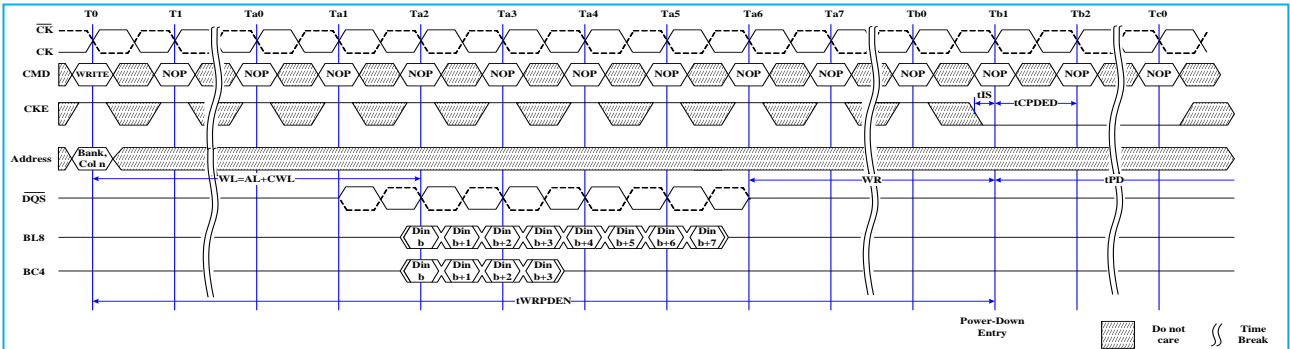 T0 T1 Ta0 Ta1 Ta2 Ta3 Ta4 Ta5 Ta6 Ta7 Tb0 Tb1 Tb2 Tc0
CK
CK
CMD WRITE NOP NOP NOP NOP NOP NOP NOP NOP NOP NOP NOP NOP NOP
tIS
CKE tCPDED
Address Bank,
Col n
WL=AL+CWL WR tPD
DQS
BL8 Din b Din b+1 Din b+2 Din b+3 Din b+4 Din b+5 Din b+6 Din b+7
BC4 Din b Din b+1 Din b+2 Din b+3
tWRPDEN
Power-Down
Entry
Do not
care
Time
Break